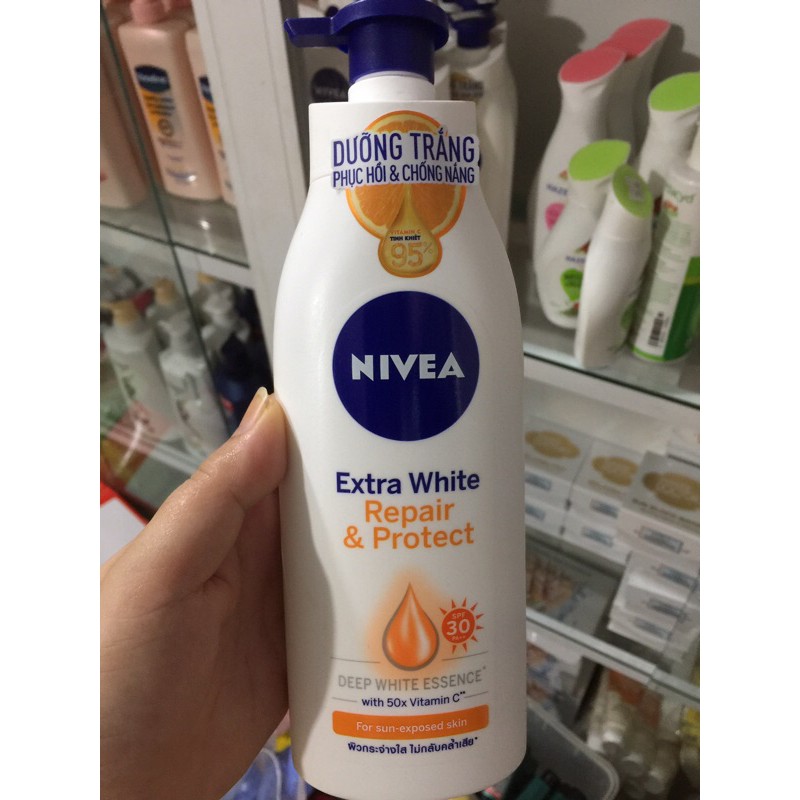 DƯỠNG TRẮNG
PHỤC HỒI & CHỐNG NẮNG
VITAMIN C
TINH KHIẾT
95%
NIVEA
Extra White
Repair
& Protect
SPF
30
DEEP WHITE ESSENCE*
with 50x Vitamin C**
For sun-exposed skin
ผิวกระจ่างใส ไม่กลับคล้ำเสีย*
Vaseline
NIVEA